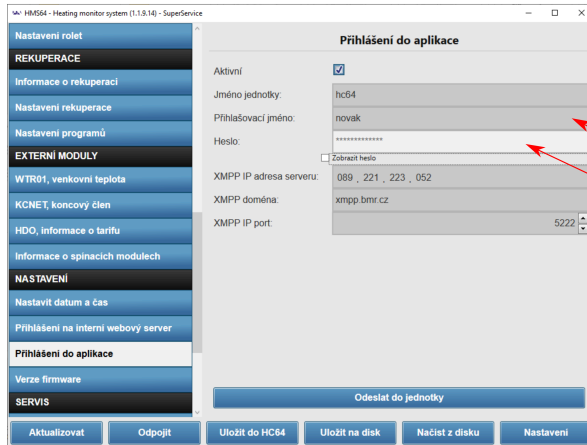 HMS64 - Heating monitor system (1.1.9.14) - SuperService
Nastavení rolet
REKUPERACE
Informace o rekuperaci
Nastavení rekuperace
Nastavení programů
EXTERNÍ MODULY
WTR01, venkovní teplota
KCNET, koncový člen
HDO, informace o tarifu
Informace o spínacích modulech
NASTAVENÍ
Nastavit datum a čas
Přihlášení na interní webový server
Přihlášení do aplikace
Verze firmware
SERVIS
Přihlášení do aplikace
Aktivní
Jméno jednotky: hc64
Přihlašovací jméno: novak
Heslo: *************
Zobrazit heslo
XMPP IP adresa serveru: 089 . 221 . 223 . 052
XMPP doména: xmpp.bmr.cz
XMPP IP port: 5222
Odeslat do jednotky
Aktualizovat Odpojit Uložit do HC64 Uložit na disk Načíst z disku Nastavení